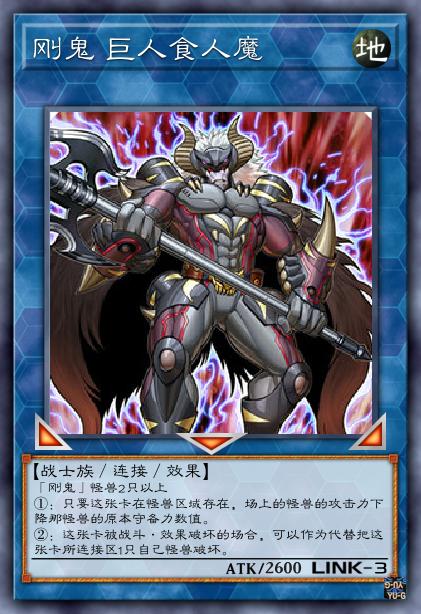 刚鬼 巨人食人魔
地
【战士族/连接/效果】
「刚鬼」怪兽2只以上
①：只要这张卡在怪兽区域存在，场上的怪兽的攻击力下
降那怪兽的原本守备力数值。
②：这张卡被战斗·效果破坏的场合，可以作为代替把这
张卡所连接区1只自己怪兽破坏。
ATK/2600 LINK-3